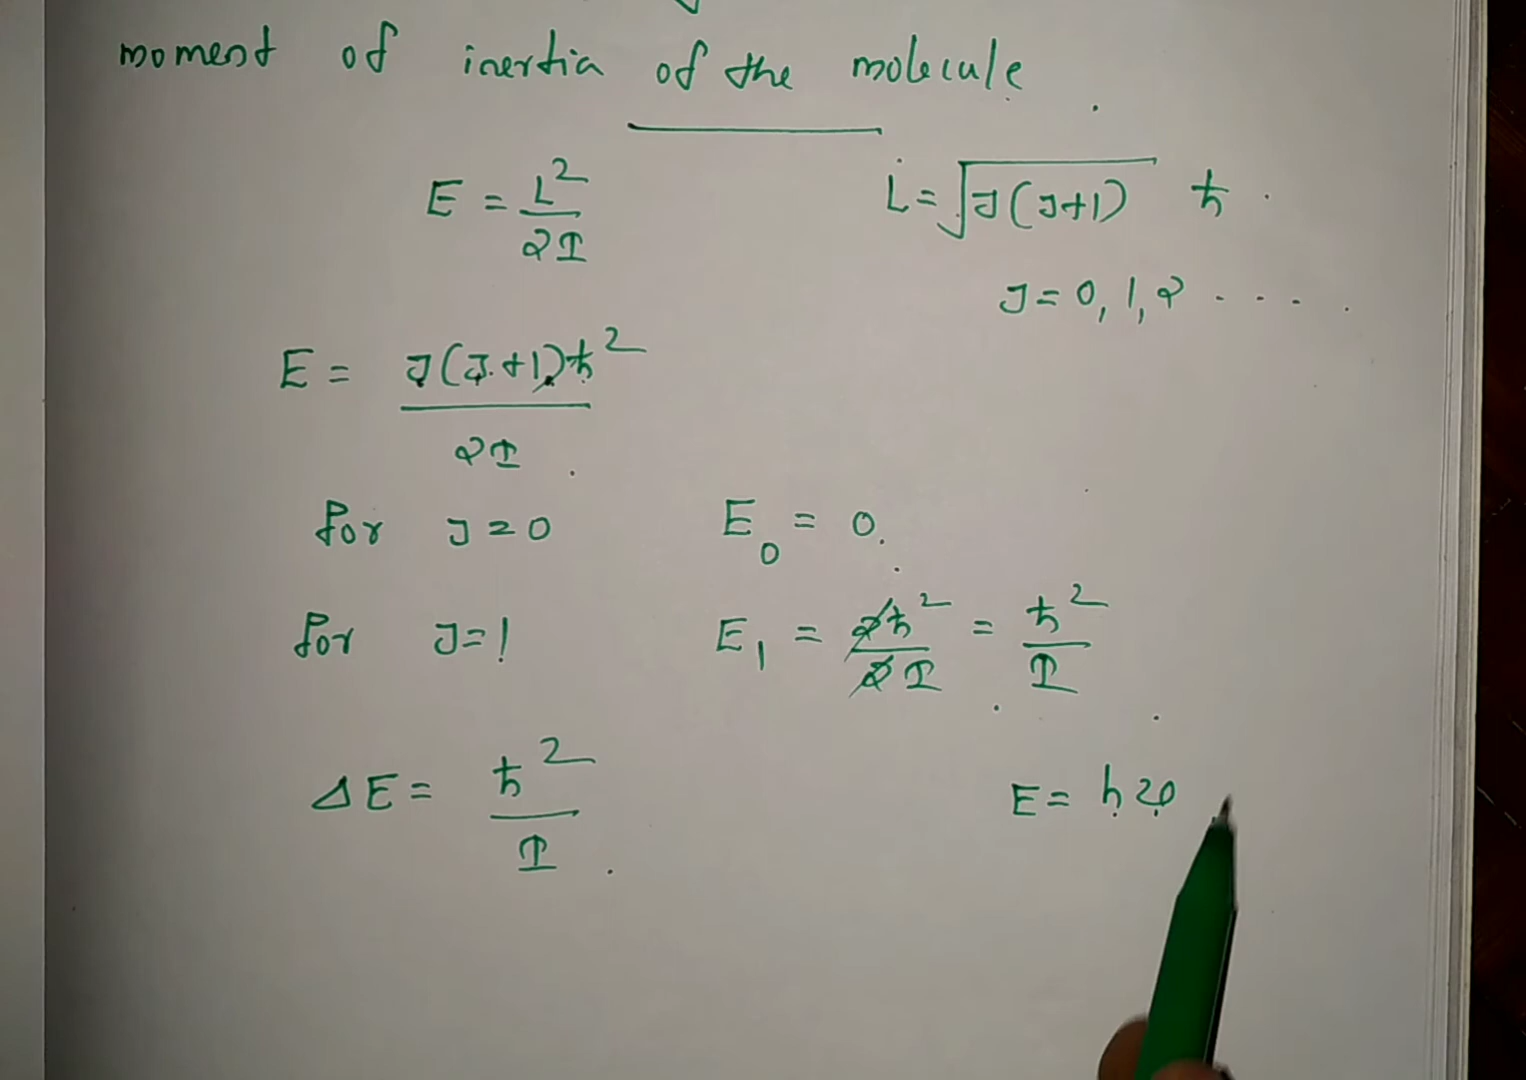 moment of inertia of the molecule.
E = L²/2I    L = √J(J+1) ħ.
J = 0, 1, 2 ....
E = J(J+1)ħ²/2I.
for J = 0    E₀ = 0.
for J = 1    E₁ = 2ħ²/2I = ħ²/I.
ΔE = ħ²/I.    E = hν